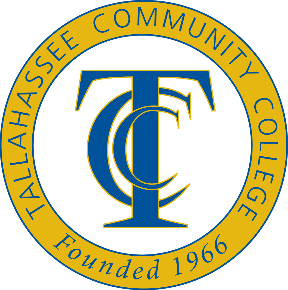 TALLAHASSEE COMMUNITY COLLEGE
TCC
Founded 1966